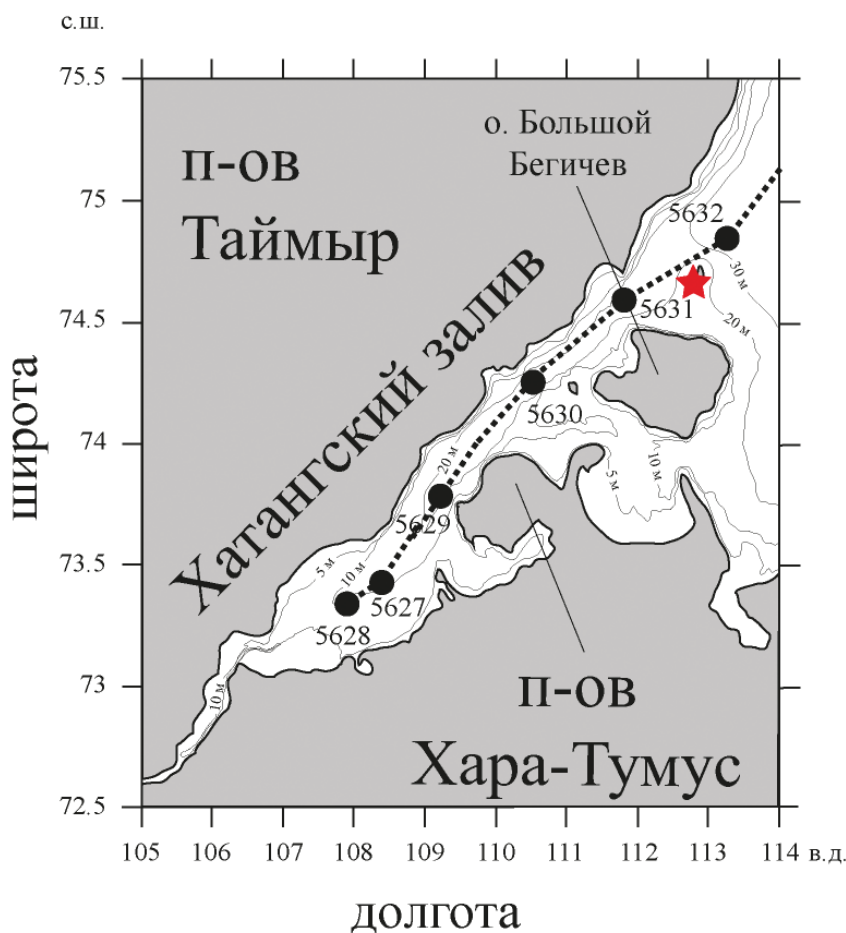 с.ш.
75.5
75
74.5
74
73.5
73
72.5
широта
п-ов
Таймыр
о. Большой
Бегичев
Хатангский залив
5632
30 м
20 м
5631
5630
20 м
5 м
10 м
5629
5 м
10 м
5627
5628
10 м
п-ов
Хара-Тумус
105 106 107 108 109 110 111 112 113 114 в.д.
долгота